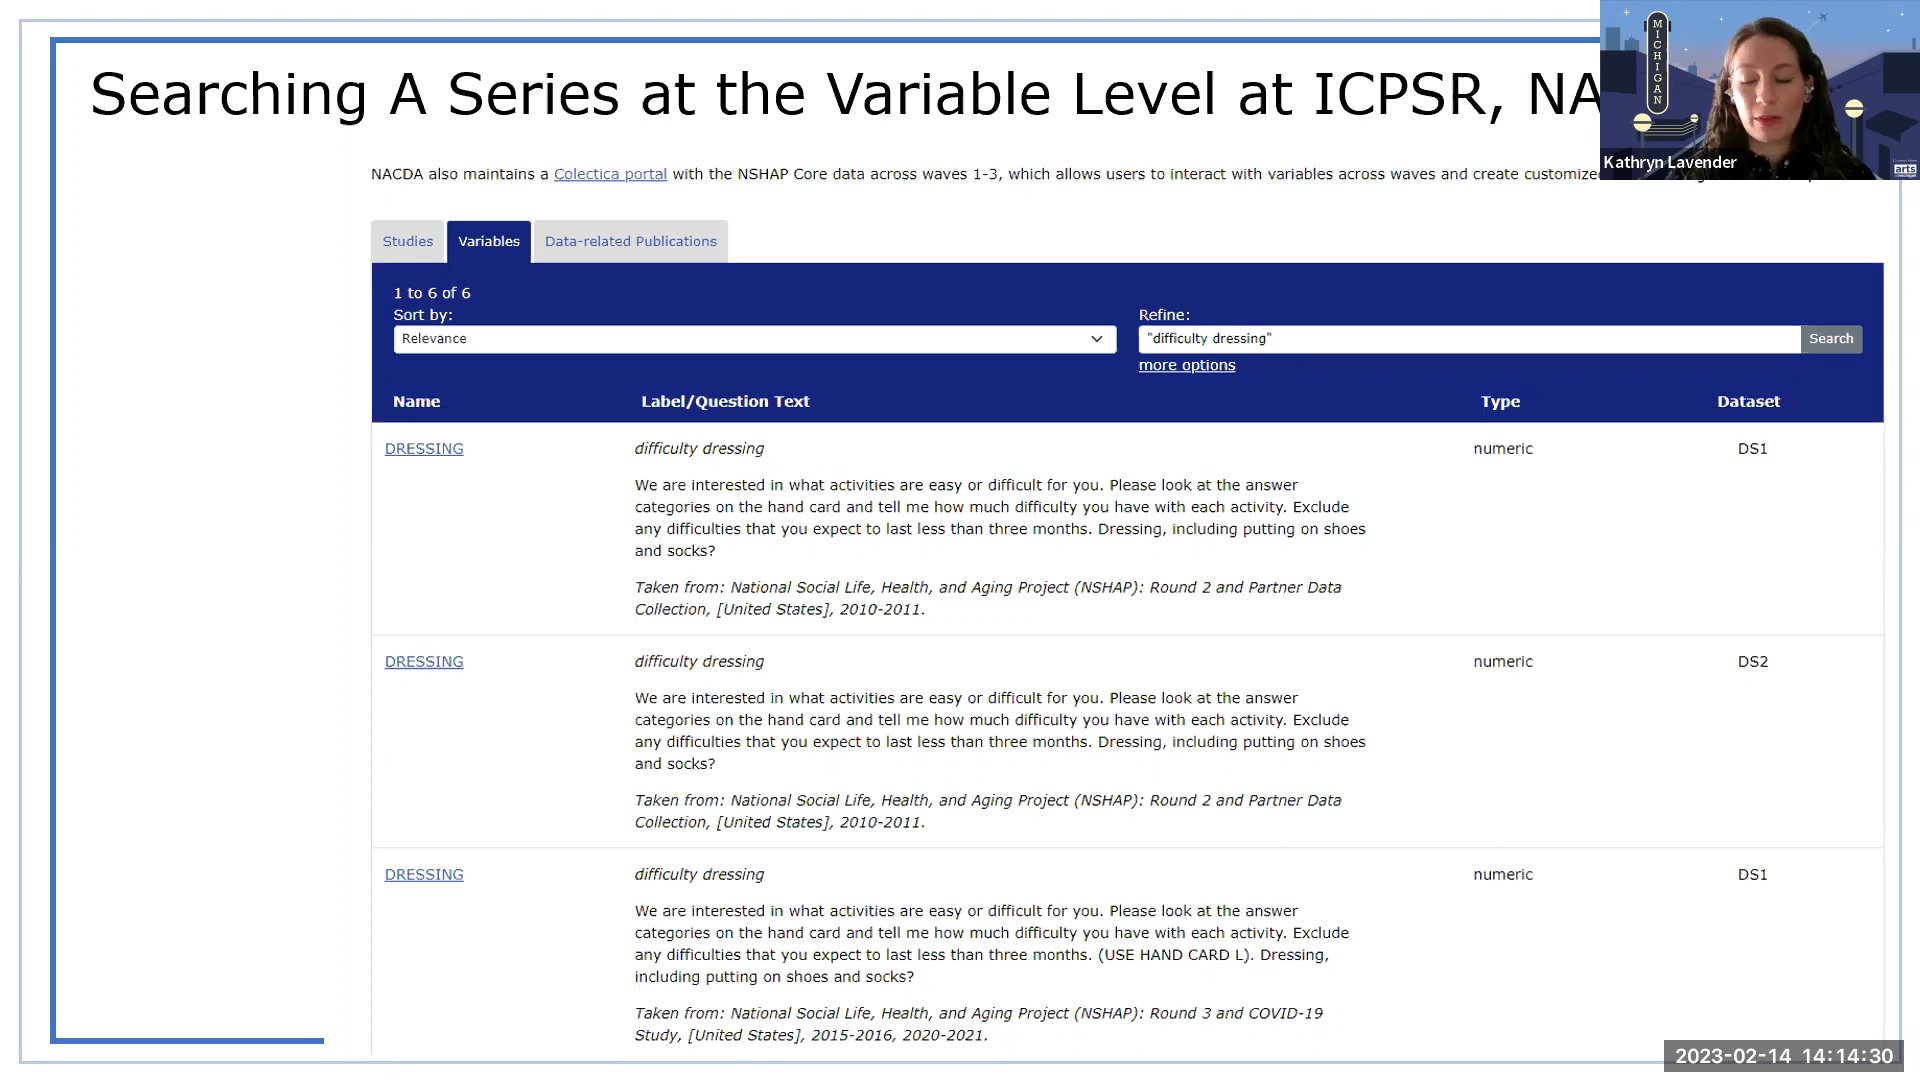 Searching A Series at the Variable Level at ICPSR, NA
MICHIGAN
Kathryn Lavender
arts
NACDA also maintains a Colectica portal with the NSHAP Core data across waves 1-3, which allows users to interact with variables across waves and create customized
Studies
Variables
Data-related Publications
1 to 6 of 6
Sort by:
Relevance
Refine:
"difficulty dressing"
Search
more options
Name
Label/Question Text
Type
Dataset
DRESSING
difficulty dressing
numeric
DS1
We are interested in what activities are easy or difficult for you. Please look at the answer
categories on the hand card and tell me how much difficulty you have with each activity. Exclude
any difficulties that you expect to last less than three months. Dressing, including putting on shoes
and socks?
Taken from: National Social Life, Health, and Aging Project (NSHAP): Round 2 and Partner Data
Collection, [United States], 2010-2011.
DRESSING
difficulty dressing
numeric
DS2
We are interested in what activities are easy or difficult for you. Please look at the answer
categories on the hand card and tell me how much difficulty you have with each activity. Exclude
any difficulties that you expect to last less than three months. Dressing, including putting on shoes
and socks?
Taken from: National Social Life, Health, and Aging Project (NSHAP): Round 2 and Partner Data
Collection, [United States], 2010-2011.
DRESSING
difficulty dressing
numeric
DS1
We are interested in what activities are easy or difficult for you. Please look at the answer
categories on the hand card and tell me how much difficulty you have with each activity. Exclude
any difficulties that you expect to last less than three months. (USE HAND CARD L). Dressing,
including putting on shoes and socks?
Taken from: National Social Life, Health, and Aging Project (NSHAP): Round 3 and COVID-19
Study, [United States], 2015-2016, 2020-2021.
2023-02-14 14:14:30